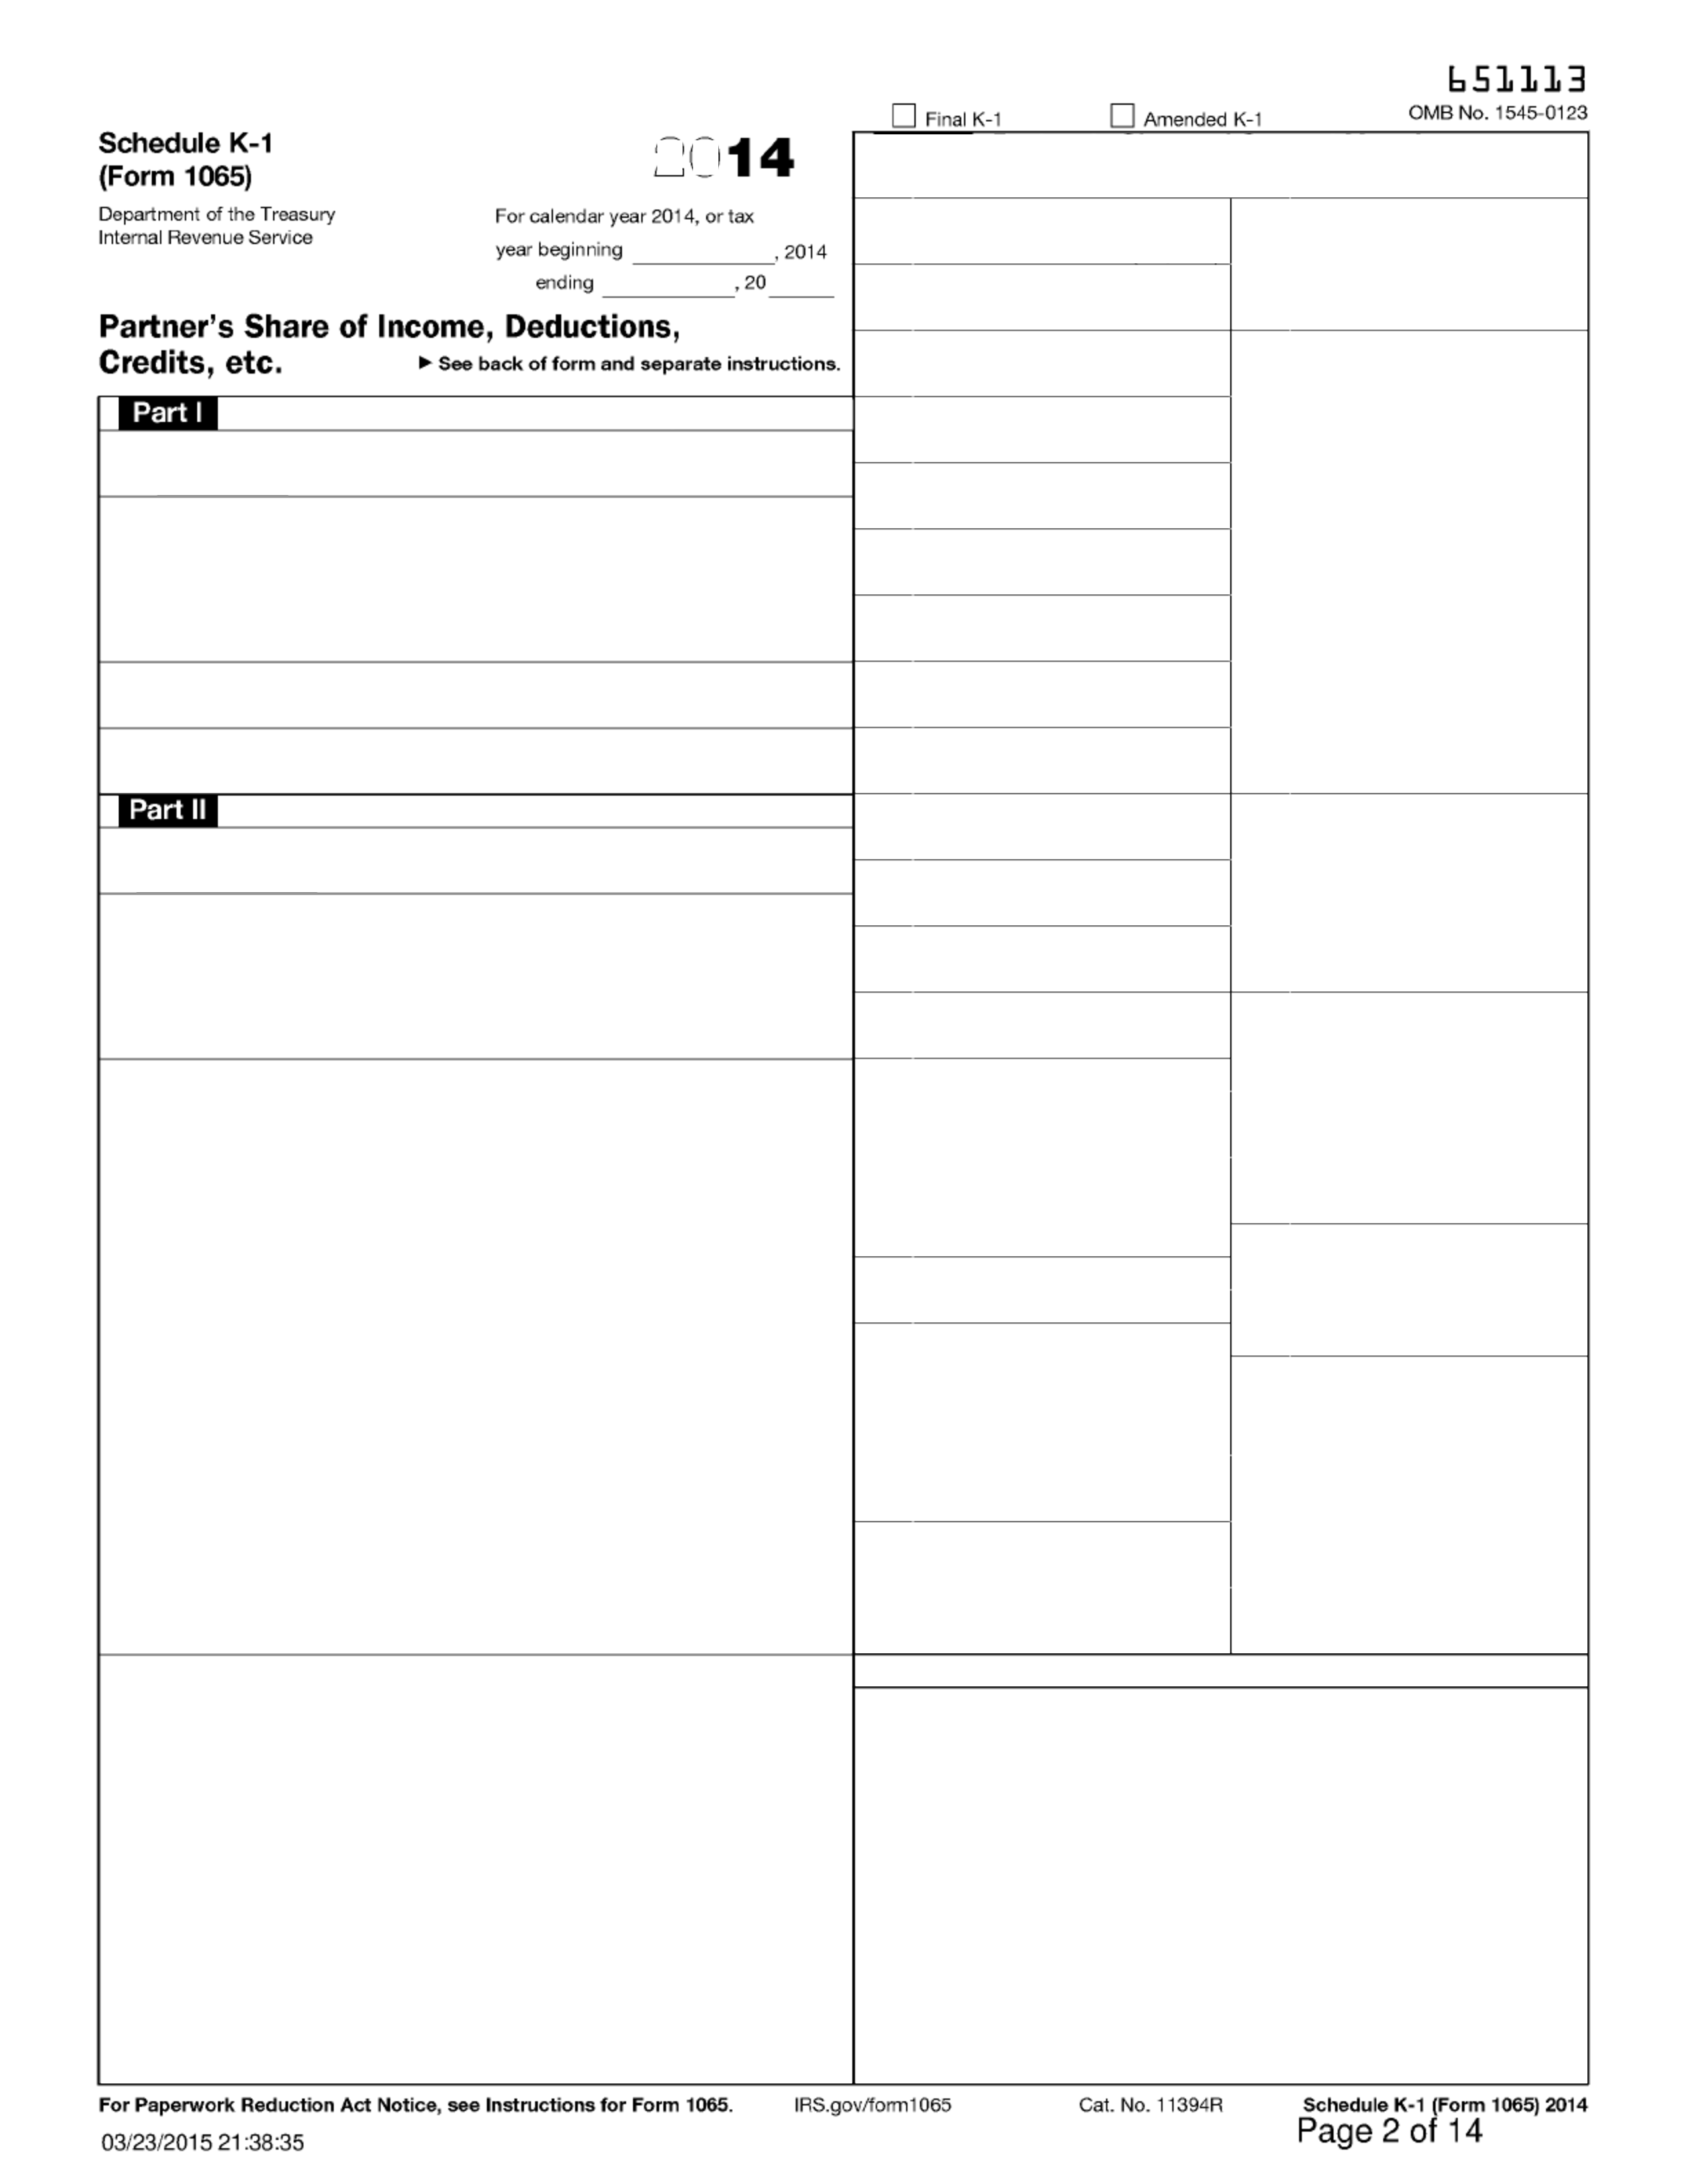 651113
Final K-1
Amended K-1
OMB No. 1545-0123
Schedule K-1
(Form 1065)
2014
Department of the Treasury
Internal Revenue Service
For calendar year 2014, or tax
year beginning , 2014
ending , 20
Partner's Share of Income, Deductions,
Credits, etc.
► See back of form and separate instructions.
Part I
Part II
For Paperwork Reduction Act Notice, see Instructions for Form 1065.
IRS.gov/form1065
Cat. No. 11394R
Schedule K-1 (Form 1065) 2014
03/23/2015 21:38:35
Page 2 of 14